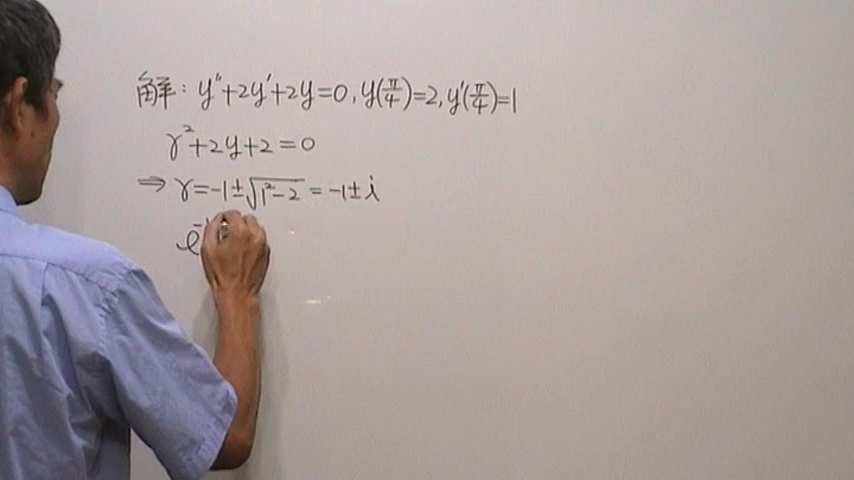 解: y"+2y'+2y=0, y(π/4)=2, y'(π/4)=1
r²+2y+2=0
⇒ r=-1±√(1²-2) = -1±i
e⁻